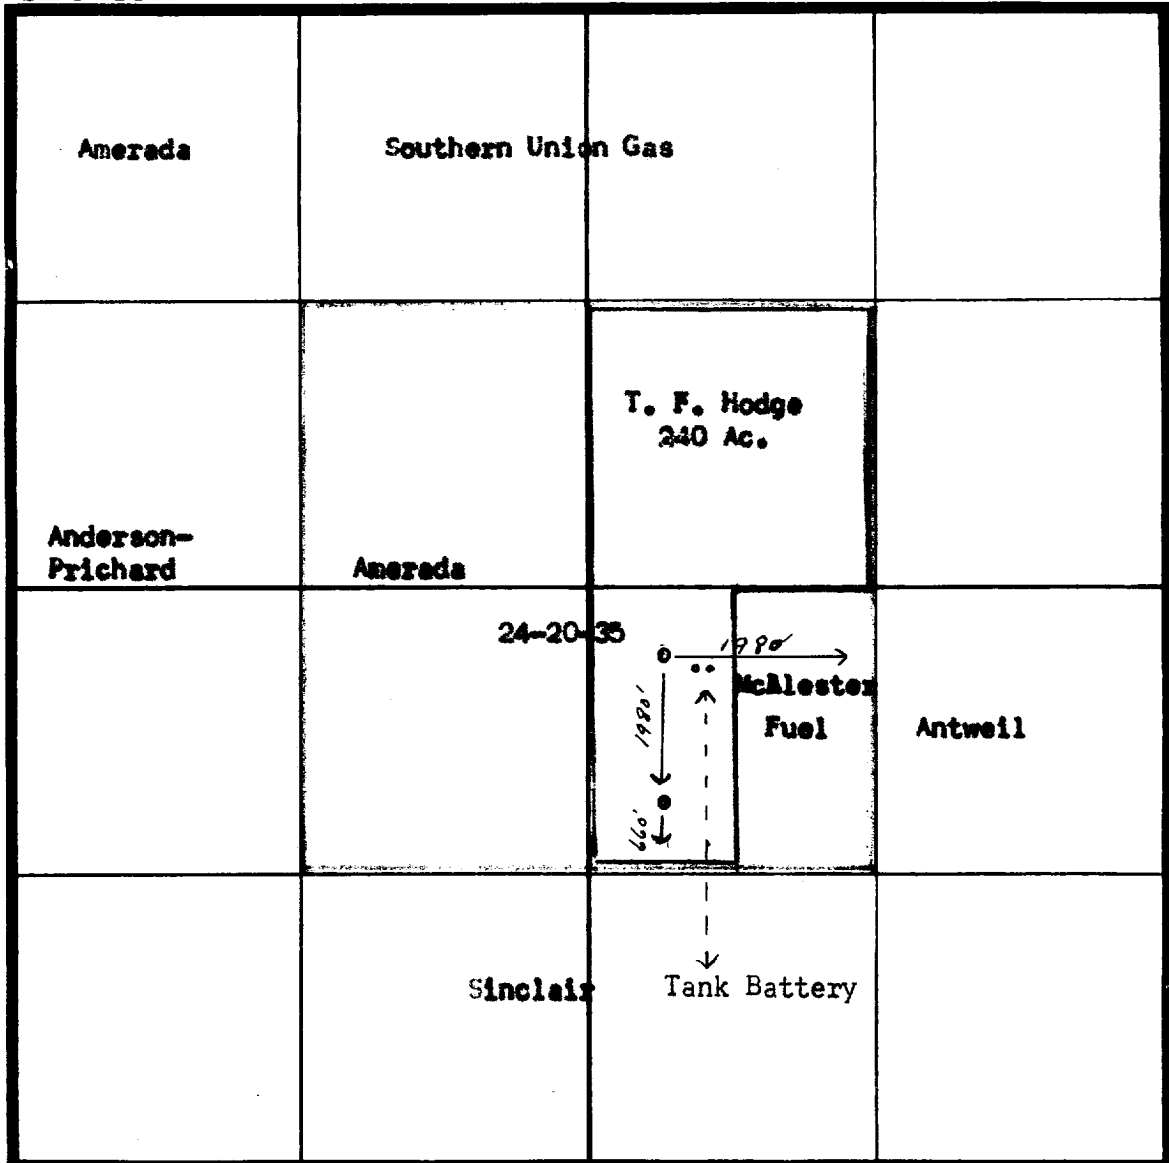 Amerada
Southern Union Gas
T. F. Hodge
240 Ac.
Anderson-
Prichard
Amerada
24-20-35
1980'
McAlester
Fuel
1980'
Antweil
660'
Sinclair
Tank Battery